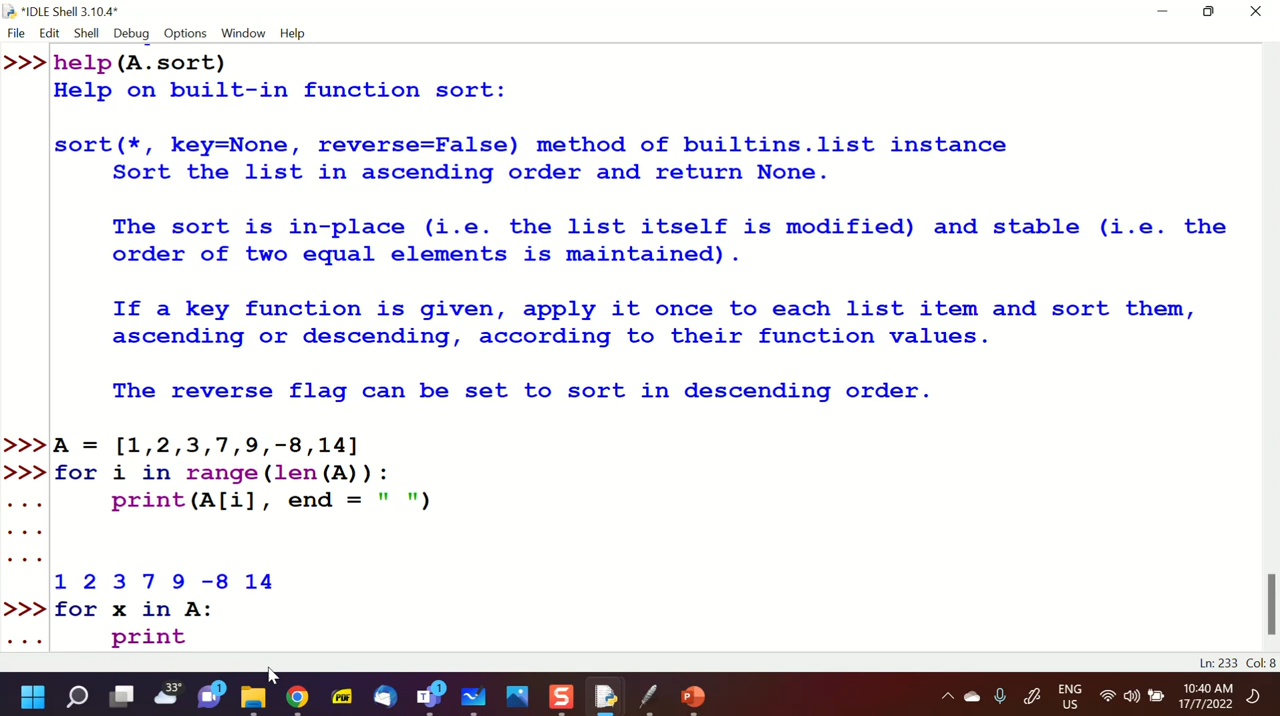 *IDLE Shell 3.10.4*
File Edit Shell Debug Options Window Help
>>> help(A.sort)
Help on built-in function sort:
sort(*, key=None, reverse=False) method of builtins.list instance
Sort the list in ascending order and return None.
The sort is in-place (i.e. the list itself is modified) and stable (i.e. the
order of two equal elements is maintained).
If a key function is given, apply it once to each list item and sort them,
ascending or descending, according to their function values.
The reverse flag can be set to sort in descending order.
>>> A = [1,2,3,7,9,-8,14]
>>> for i in range(len(A)):
... print(A[i], end = " ")
...
...
1 2 3 7 9 -8 14
>>> for x in A:
... print
Ln: 233 Col: 8
33° 1 PDF T 1 S P ENG 10:40 AM
US 17/7/2022